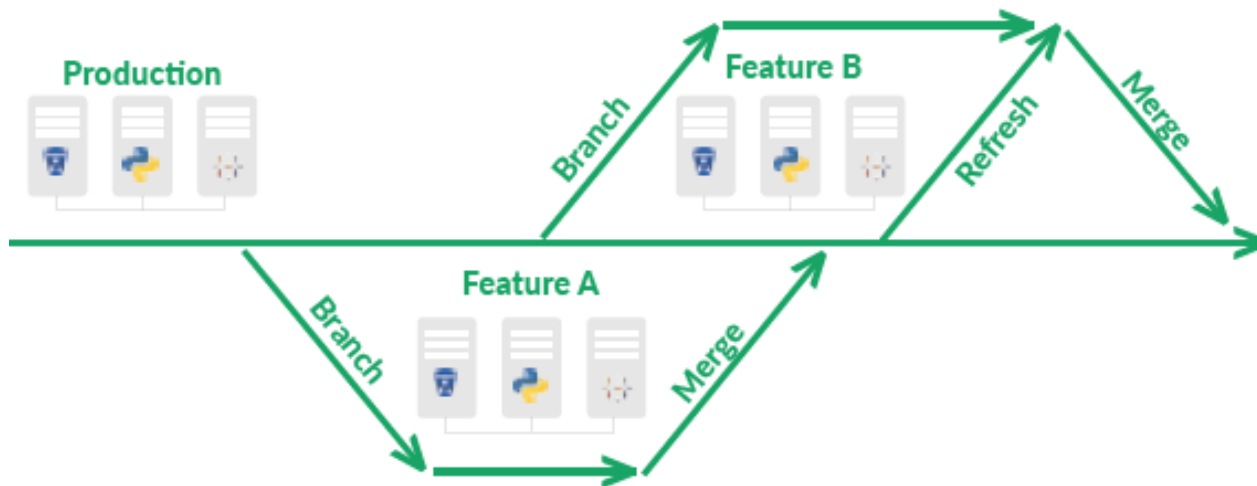 Production
Feature B
Branch
Refresh
Merge
Feature A
Branch
Merge